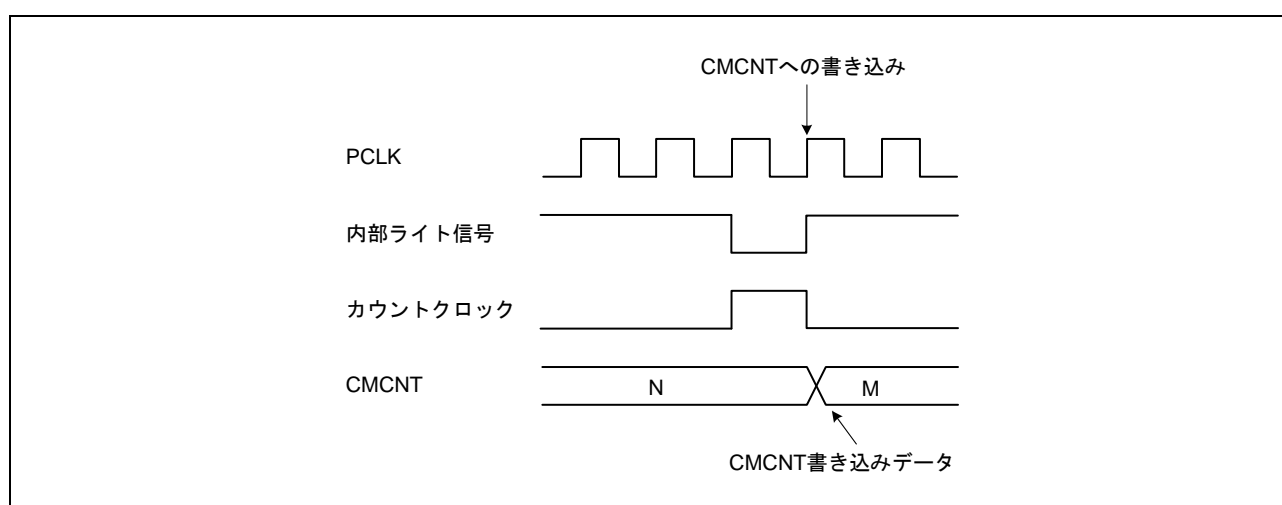 CMCNTへの書き込み
PCLK
内部ライト信号
カウントクロック
CMCNT
N
M
CMCNT書き込みデータ